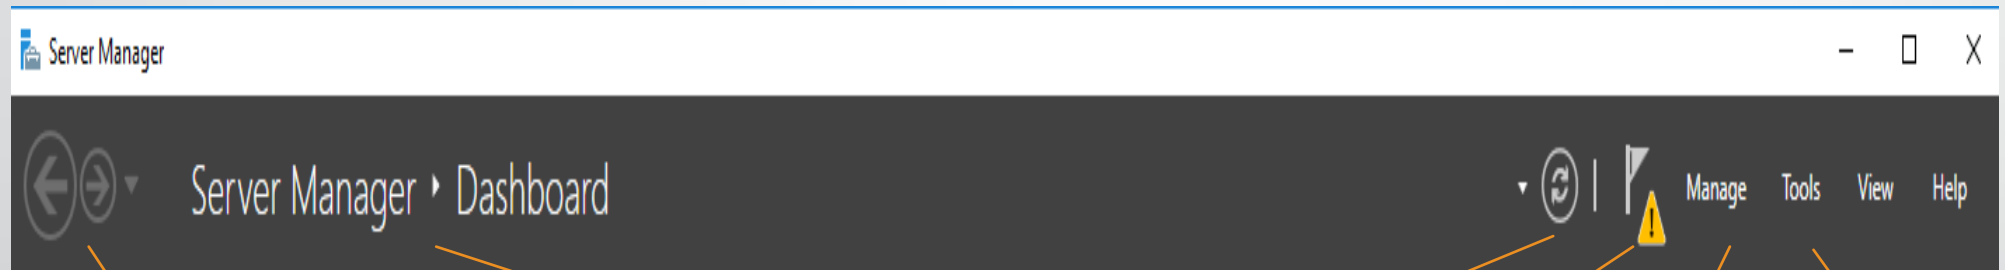 Server Manager
Server Manager ‣ Dashboard
Manage Tools View Help